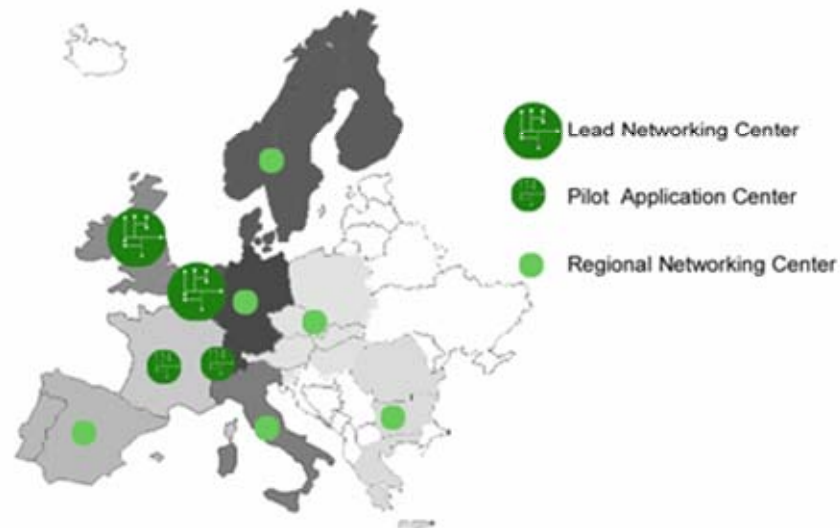 Lead Networking Center
Pilot Application Center
Regional Networking Center